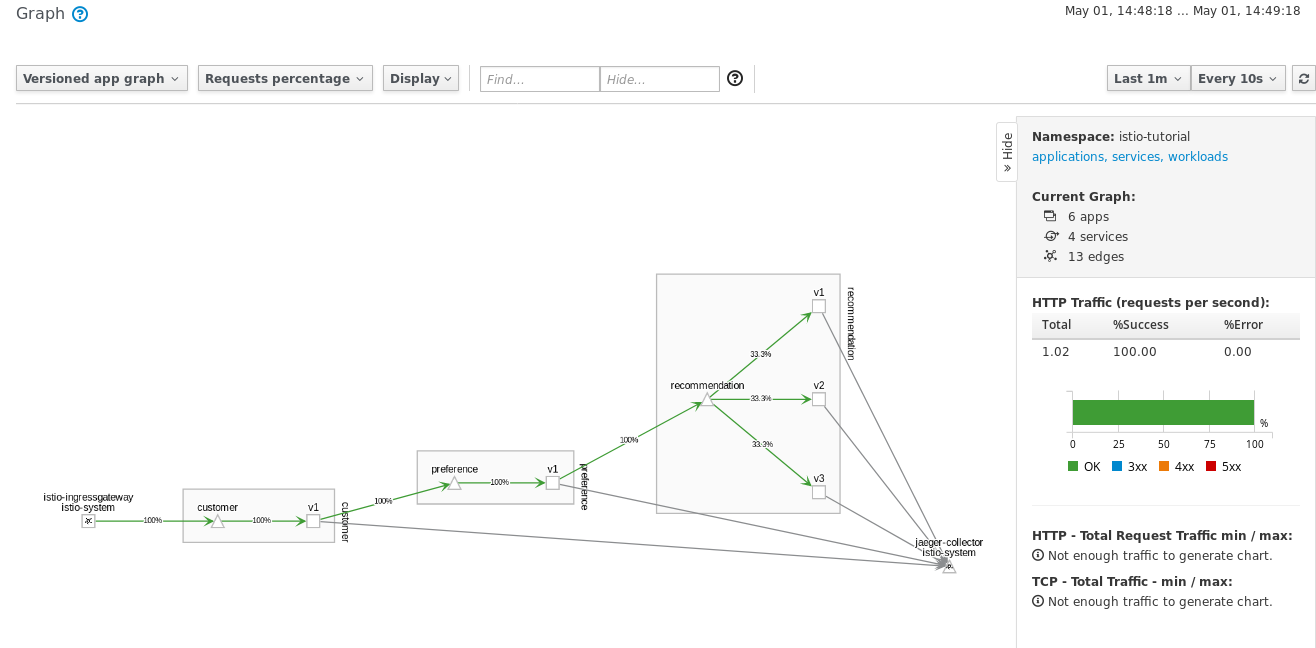 Graph
May 01, 14:48:18 ... May 01, 14:49:18
Versioned app graph
Requests percentage
Display
Find...
Hide...
Last 1m
Every 10s
Hide »
Namespace: istio-tutorial
applications, services, workloads
Current Graph:
6 apps
4 services
13 edges
HTTP Traffic (requests per second):
Total %Success %Error
1.02 100.00 0.00
%
0 25 50 75 100
OK 3xx 4xx 5xx
HTTP - Total Request Traffic min / max:
Not enough traffic to generate chart.
TCP - Total Traffic - min / max:
Not enough traffic to generate chart.
istio-ingressgateway
istio-system
100%
customer
100%
v1
customer
100%
preference
100%
v1
preference
100%
recommendation
33.3%
33.3%
33.3%
v1
v2
v3
recommendation
jaeger-collector
istio-system